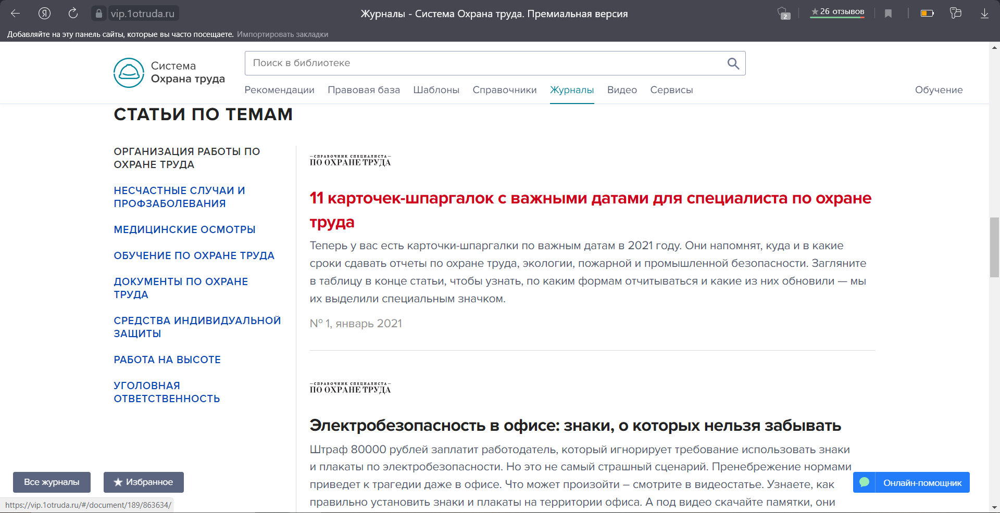 vip.1otruda.ru
Журналы - Система Охрана труда. Премиальная версия
2
★26 отзывов
Добавляйте на эту панель сайты, которые вы часто посещаете. Импортировать закладки
Система
Охрана труда
Поиск в библиотеке
Рекомендации Правовая база Шаблоны Справочники Журналы Видео Сервисы Обучение
СТАТЬИ ПО ТЕМАМ
ОРГАНИЗАЦИЯ РАБОТЫ ПО
ОХРАНЕ ТРУДА
НЕСЧАСТНЫЕ СЛУЧАИ И
ПРОФЗАБОЛЕВАНИЯ
МЕДИЦИНСКИЕ ОСМОТРЫ
ОБУЧЕНИЕ ПО ОХРАНЕ ТРУДА
ДОКУМЕНТЫ ПО ОХРАНЕ
ТРУДА
СРЕДСТВА ИНДИВИДУАЛЬНОЙ
ЗАЩИТЫ
РАБОТА НА ВЫСОТЕ
УГОЛОВНАЯ
ОТВЕТСТВЕННОСТЬ
–СПРАВОЧНИК СПЕЦИАЛИСТА–
ПО ОХРАНЕ ТРУДА
11 карточек-шпаргалок с важными датами для специалиста по охране
труда
Теперь у вас есть карточки-шпаргалки по важным датам в 2021 году. Они напомнят, куда и в какие
сроки сдавать отчеты по охране труда, экологии, пожарной и промышленной безопасности. Загляните
в таблицу в конце статьи, чтобы узнать, по каким формам отчитываться и какие из них обновили — мы
их выделили специальным значком.
№ 1, январь 2021
–СПРАВОЧНИК СПЕЦИАЛИСТА–
ПО ОХРАНЕ ТРУДА
Электробезопасность в офисе: знаки, о которых нельзя забывать
Штраф 80000 рублей заплатит работодатель, который игнорирует требование использовать знаки
и плакаты по электробезопасности. Но это не самый страшный сценарий. Пренебрежение нормами
приведет к трагедии даже в офисе. Что может произойти – смотрите в видеостатье. Узнаете, как
правильно установить знаки и плакаты на территории офиса. А под видео скачайте памятки, они
Все журналы
★ Избранное
Онлайн-помощник
https://vip.1otruda.ru/#/document/189/863634/